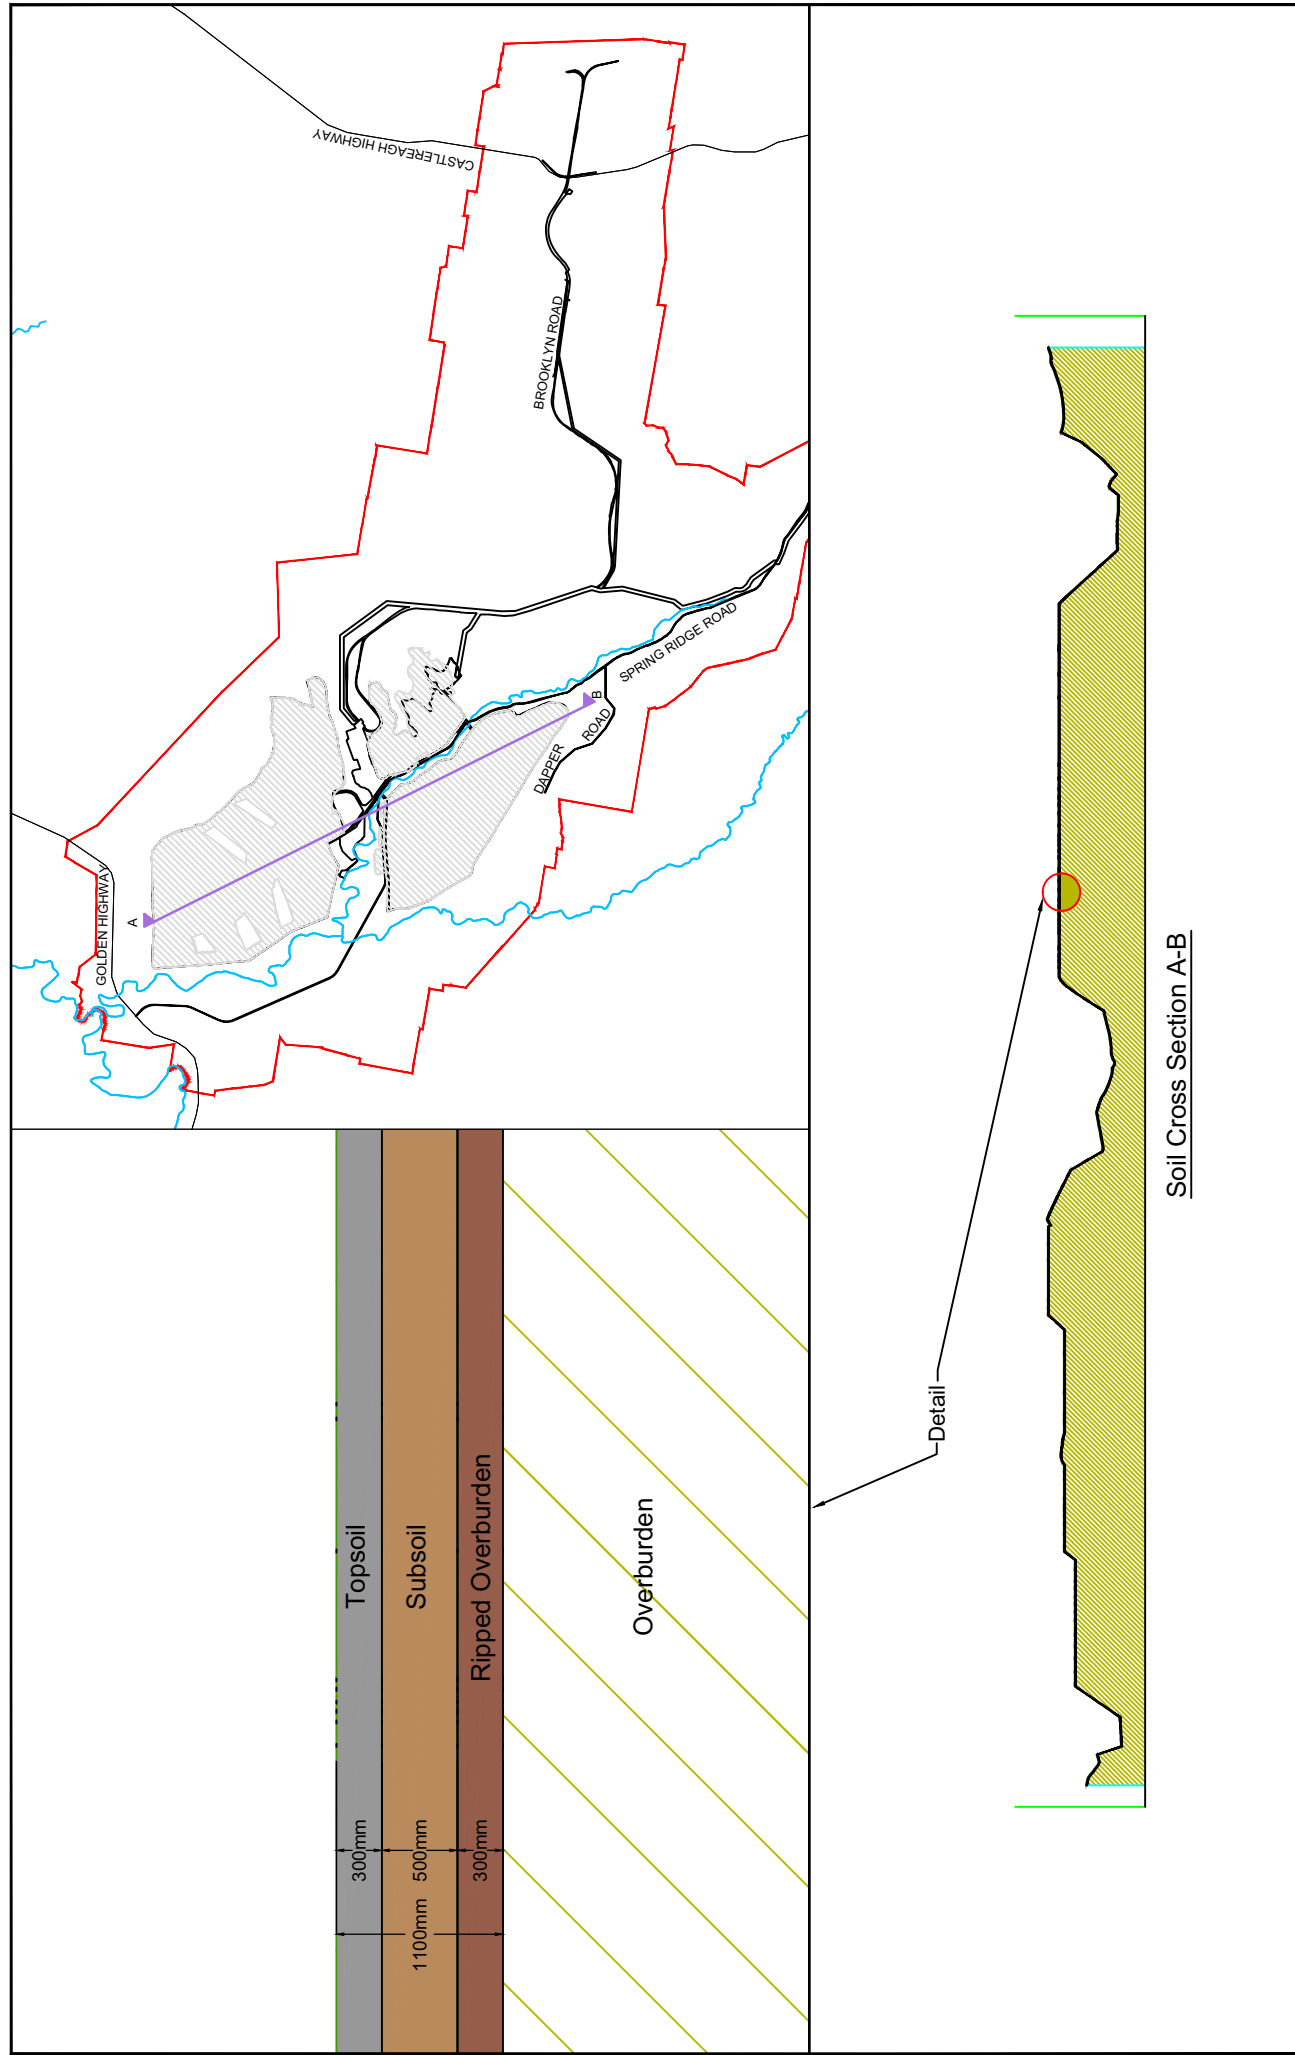 CASTLEREAGH HIGHWAY
BROOKLYN ROAD
SPRING RIDGE ROAD
DAPPER
ROAD
GOLDEN HIGHWAY
A
B
Topsoil
Subsoil
Ripped Overburden
Overburden
300mm
500mm
300mm
1100mm
Detail
Soil Cross Section A-B